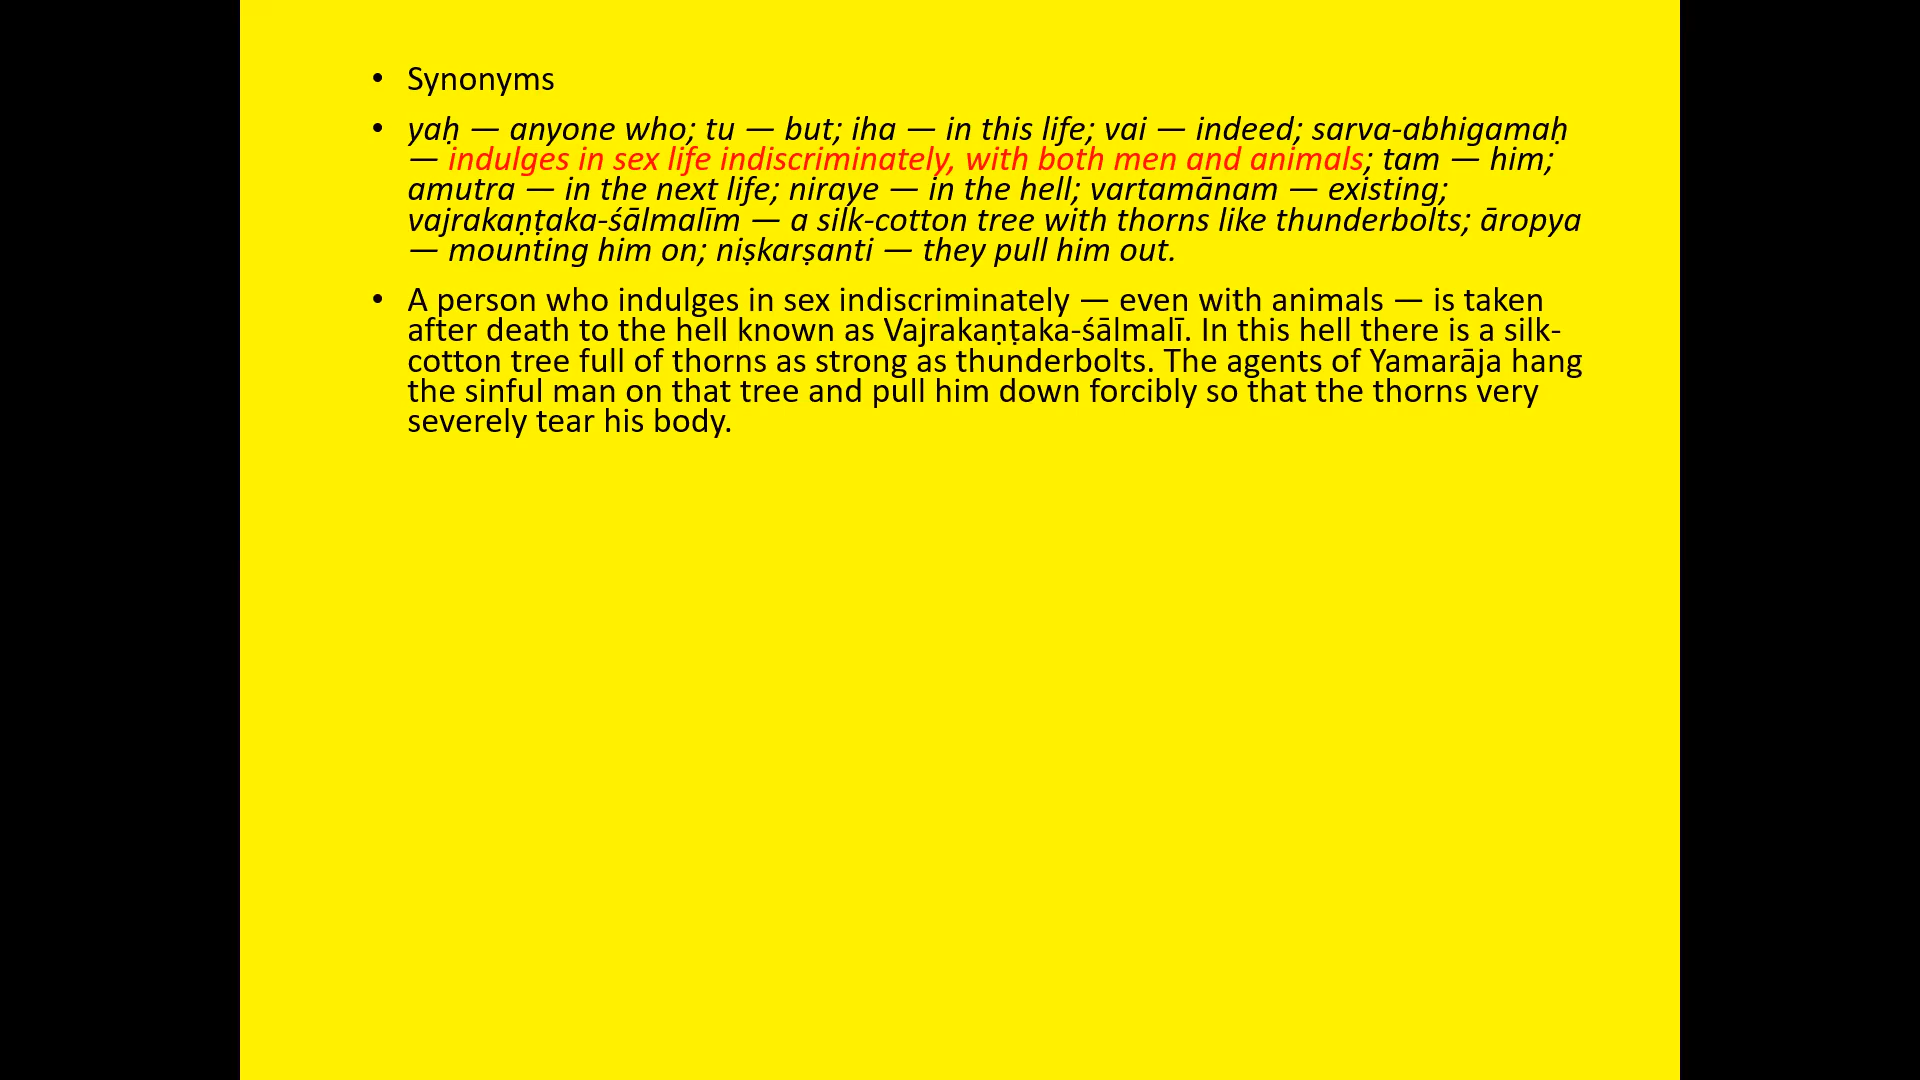 • Synonyms
• yaḥ — anyone who; tu — but; iha — in this life; vai — indeed; sarva-abhigamaḥ
— indulges in sex life indiscriminately, with both men and animals; tam — him;
amutra — in the next life; niraye — in the hell; vartamānam — existing;
vajrakaṇṭaka-śālmalīm — a silk-cotton tree with thorns like thunderbolts; āropya
— mounting him on; niṣkarṣanti — they pull him out.
• A person who indulges in sex indiscriminately — even with animals — is taken
after death to the hell known as Vajrakaṇṭaka-śālmalī. In this hell there is a silk-
cotton tree full of thorns as strong as thunderbolts. The agents of Yamarāja hang
the sinful man on that tree and pull him down forcibly so that the thorns very
severely tear his body.